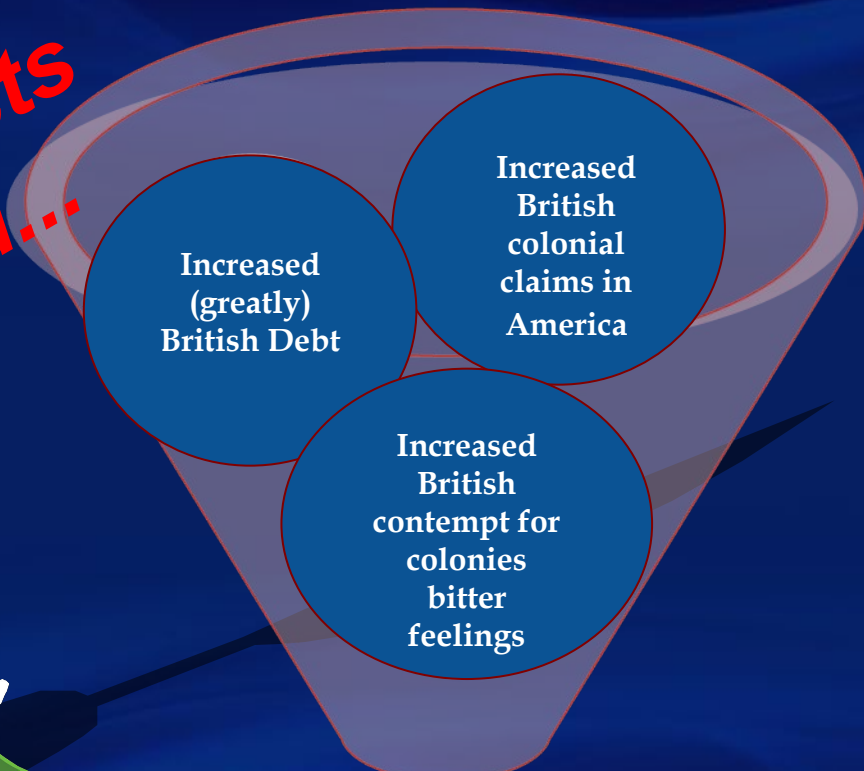 Increased
(greatly)
British Debt
Increased
British
colonial
claims in
America
Increased
British
contempt for
colonies
bitter
feelings